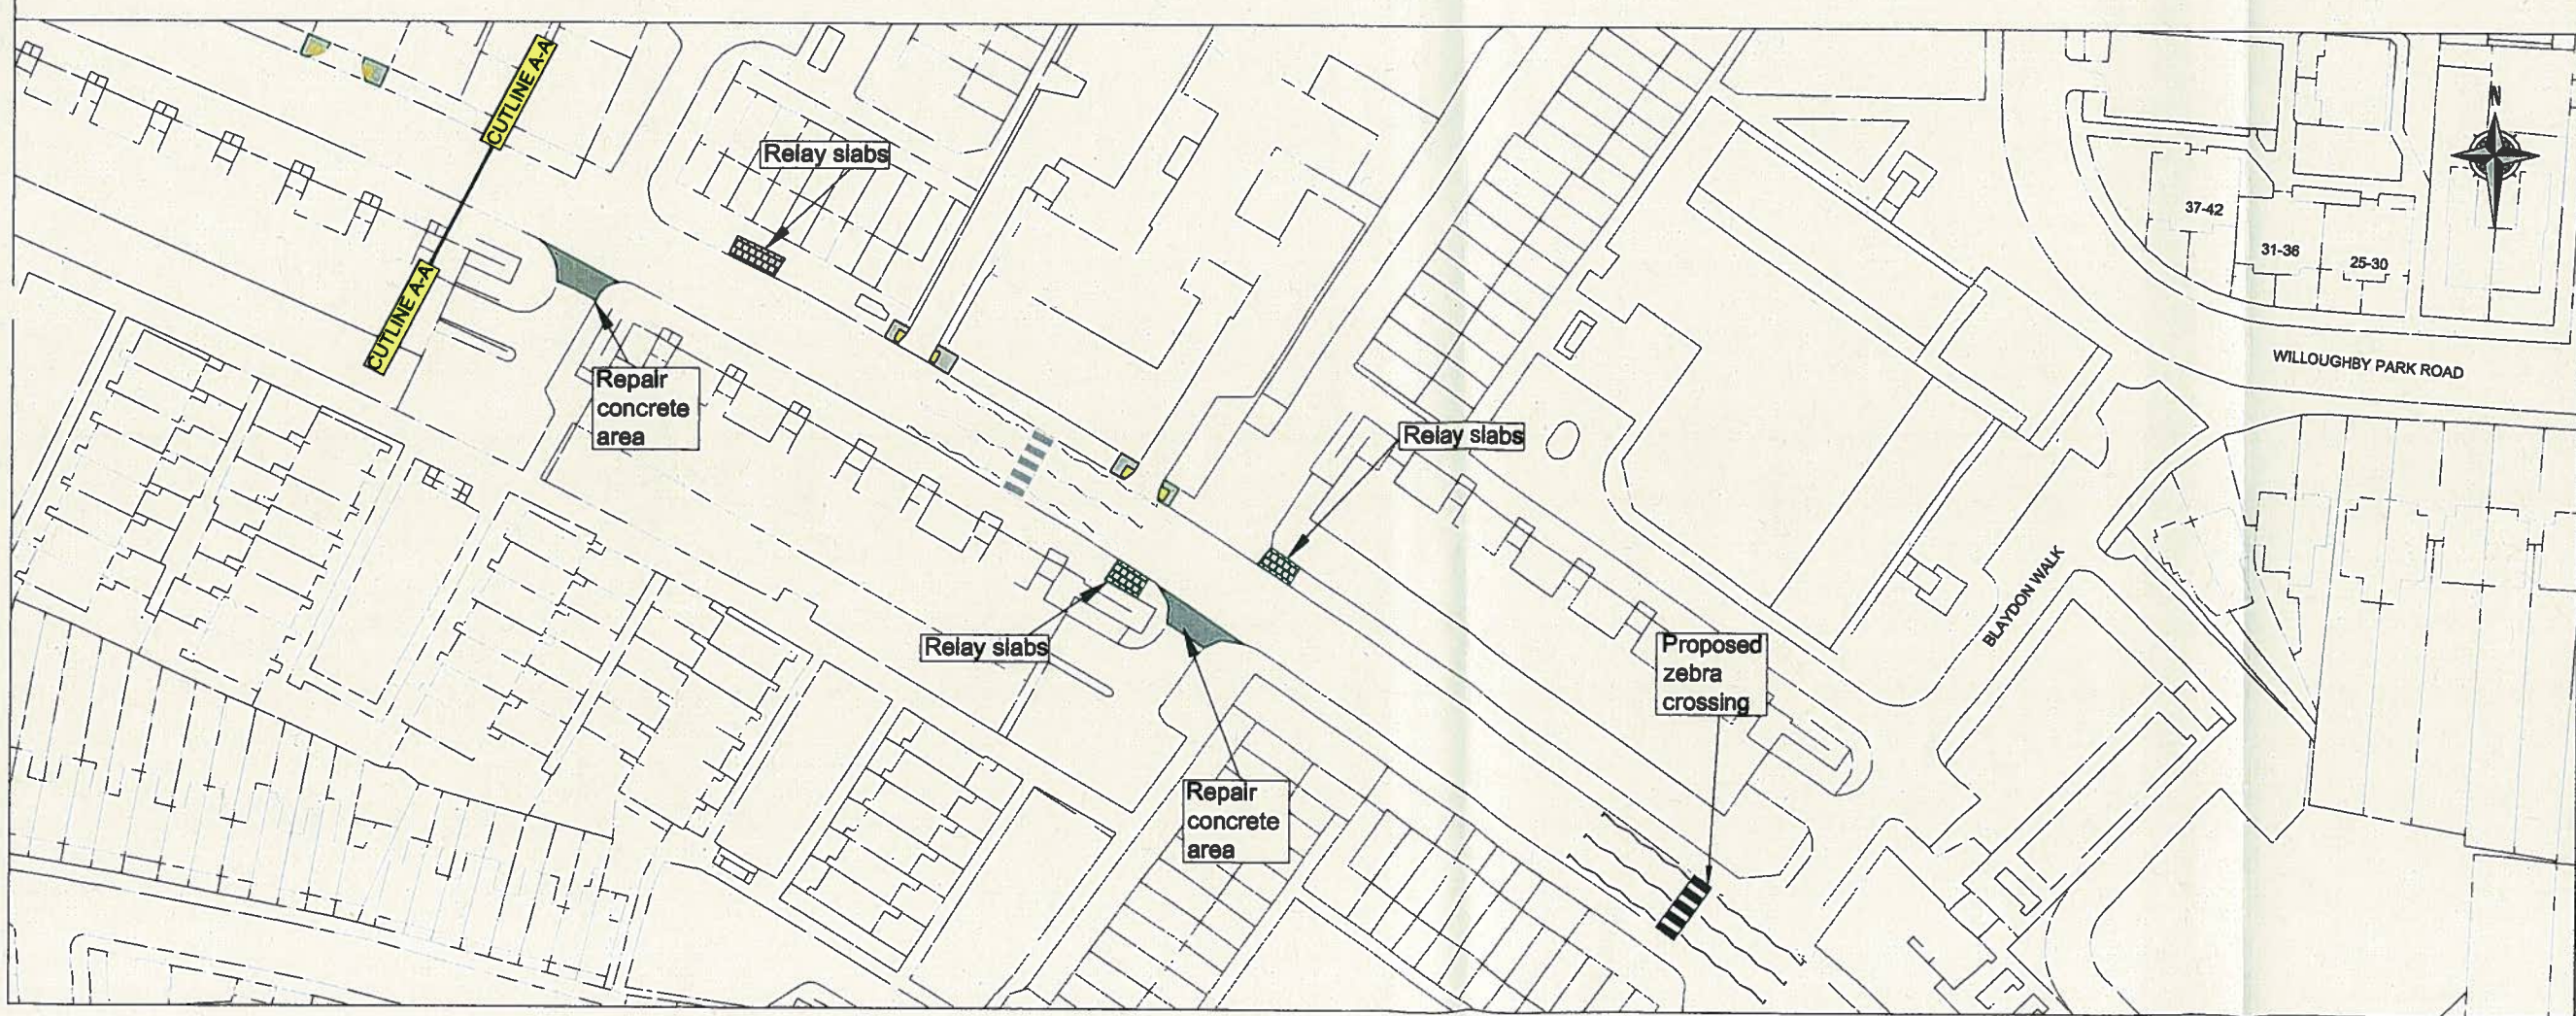 CUTLINE A-A
N
Relay slabs
37-42
31-36
25-30
CUTLINE A-A
WILLOUGHBY PARK ROAD
Repair
concrete
area
Relay slabs
BLAYDON WALK
Relay slabs
Proposed
zebra
crossing
Repair
concrete
area